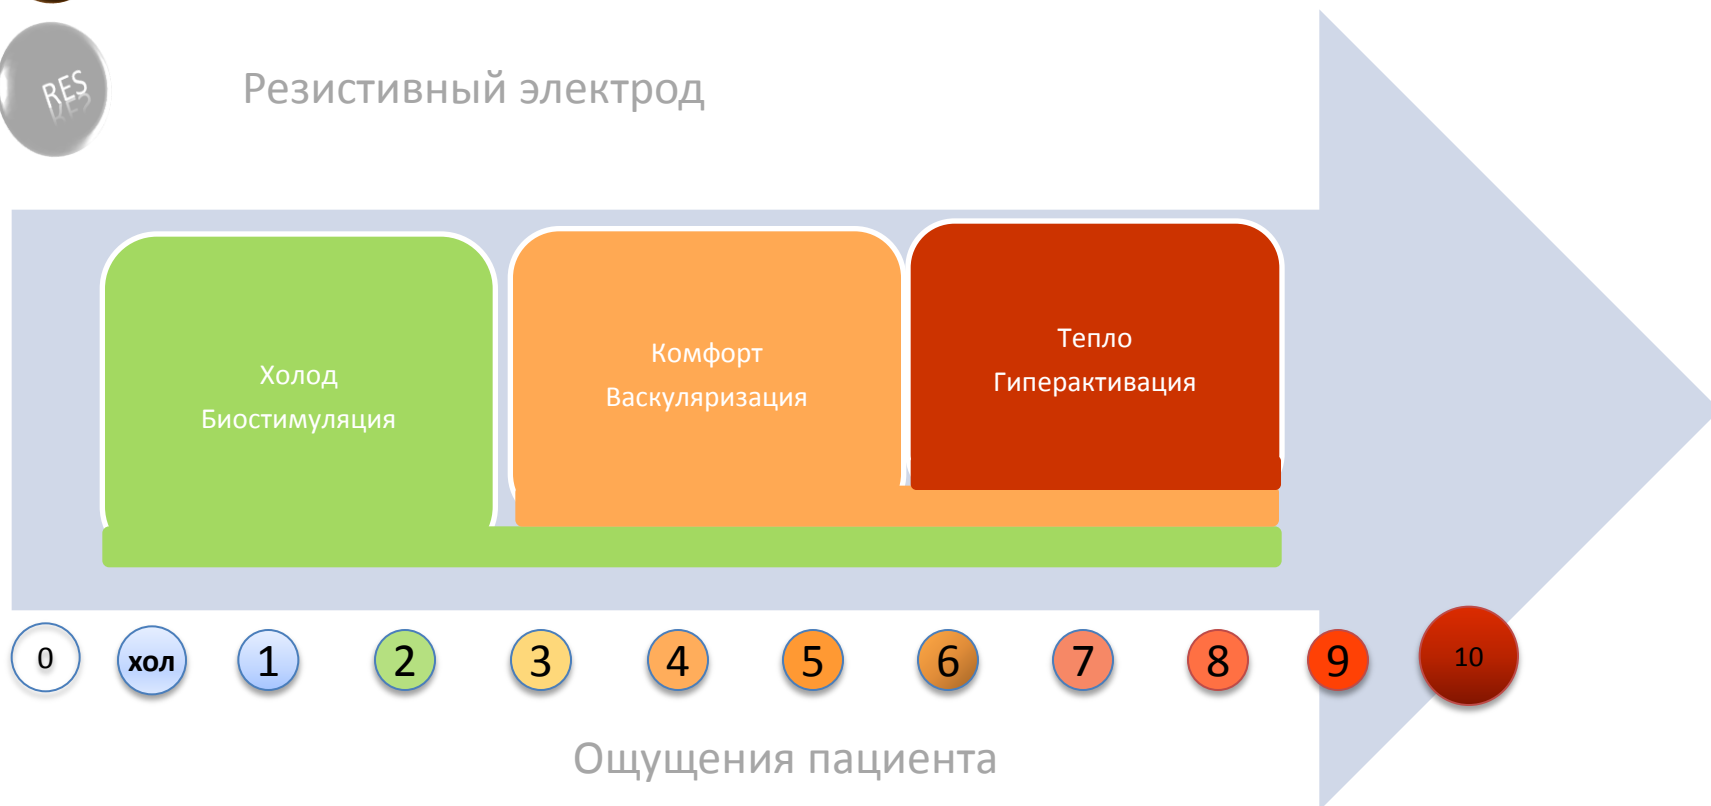 RES
Резистивный электрод
Холод
Биостимуляция
Комфорт
Васкуляризация
Тепло
Гиперактивация
0 хол 1 2 3 4 5 6 7 8 9 10
Ощущения пациента